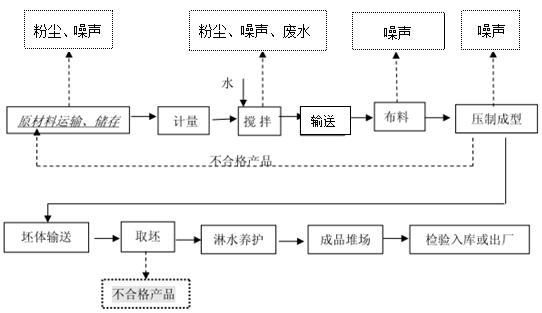 粉尘、噪声
粉尘、噪声、废水
噪声
噪声
水
原材料运输、储存
计量
搅拌
输送
布料
压制成型
不合格产品
坯体输送
取坯
淋水养护
成品堆场
检验入库或出厂
不合格产品